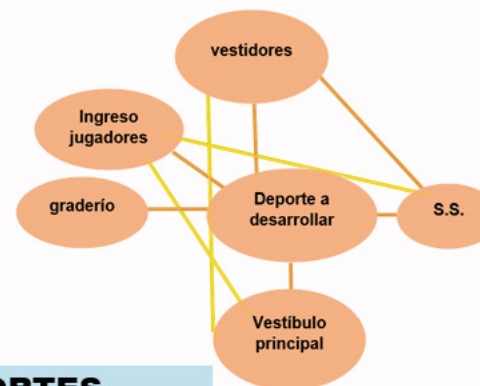 vestidores
Ingreso
jugadores
graderío
Deporte a
desarrollar
S.S.
Vestíbulo
principal